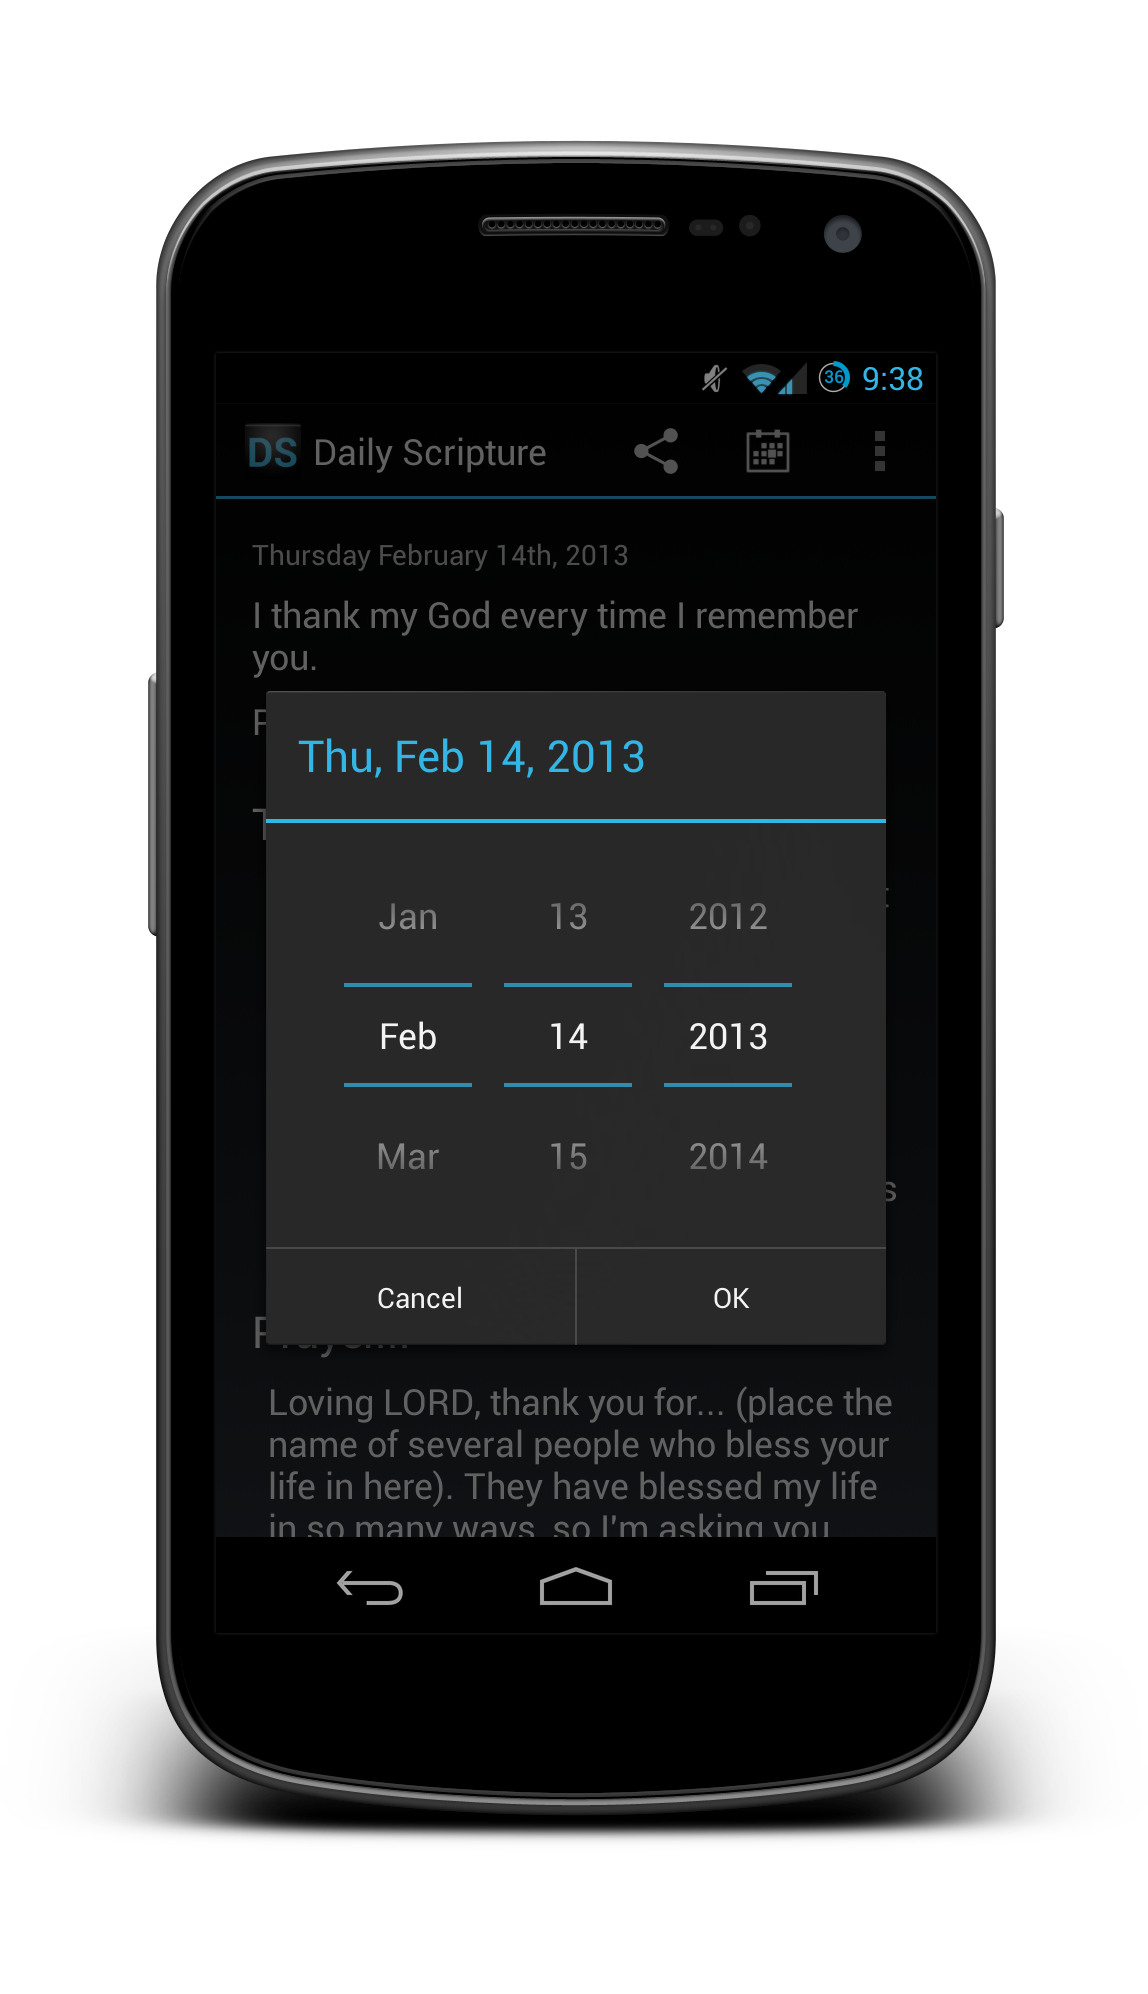 36 9:38
DS Daily Scripture
Thursday February 14th, 2013
I thank my God every time I remember
you.
Thu, Feb 14, 2013
Jan 13 2012
Feb 14 2013
Mar 15 2014
Cancel OK
Loving LORD, thank you for... (place the
name of several people who bless your
life in here). They have blessed my life
in so many ways, so I'm asking you